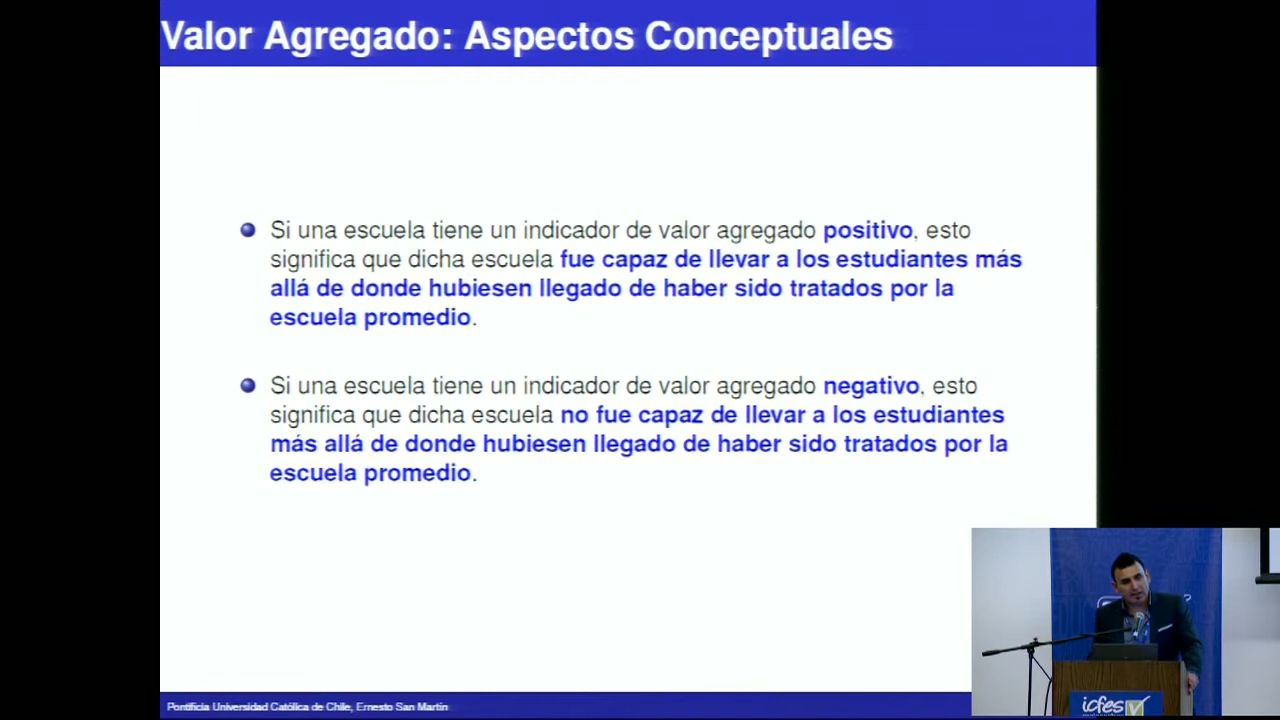 Valor Agregado: Aspectos Conceptuales
Si una escuela tiene un indicador de valor agregado positivo, esto
significa que dicha escuela fue capaz de llevar a los estudiantes más
allá de donde hubiesen llegado de haber sido tratados por la
escuela promedio.
Si una escuela tiene un indicador de valor agregado negativo, esto
significa que dicha escuela no fue capaz de llevar a los estudiantes
más allá de donde hubiesen llegado de haber sido tratados por la
escuela promedio.
Pontificia Universidad Católica de Chile, Ernesto San Martín
icfes